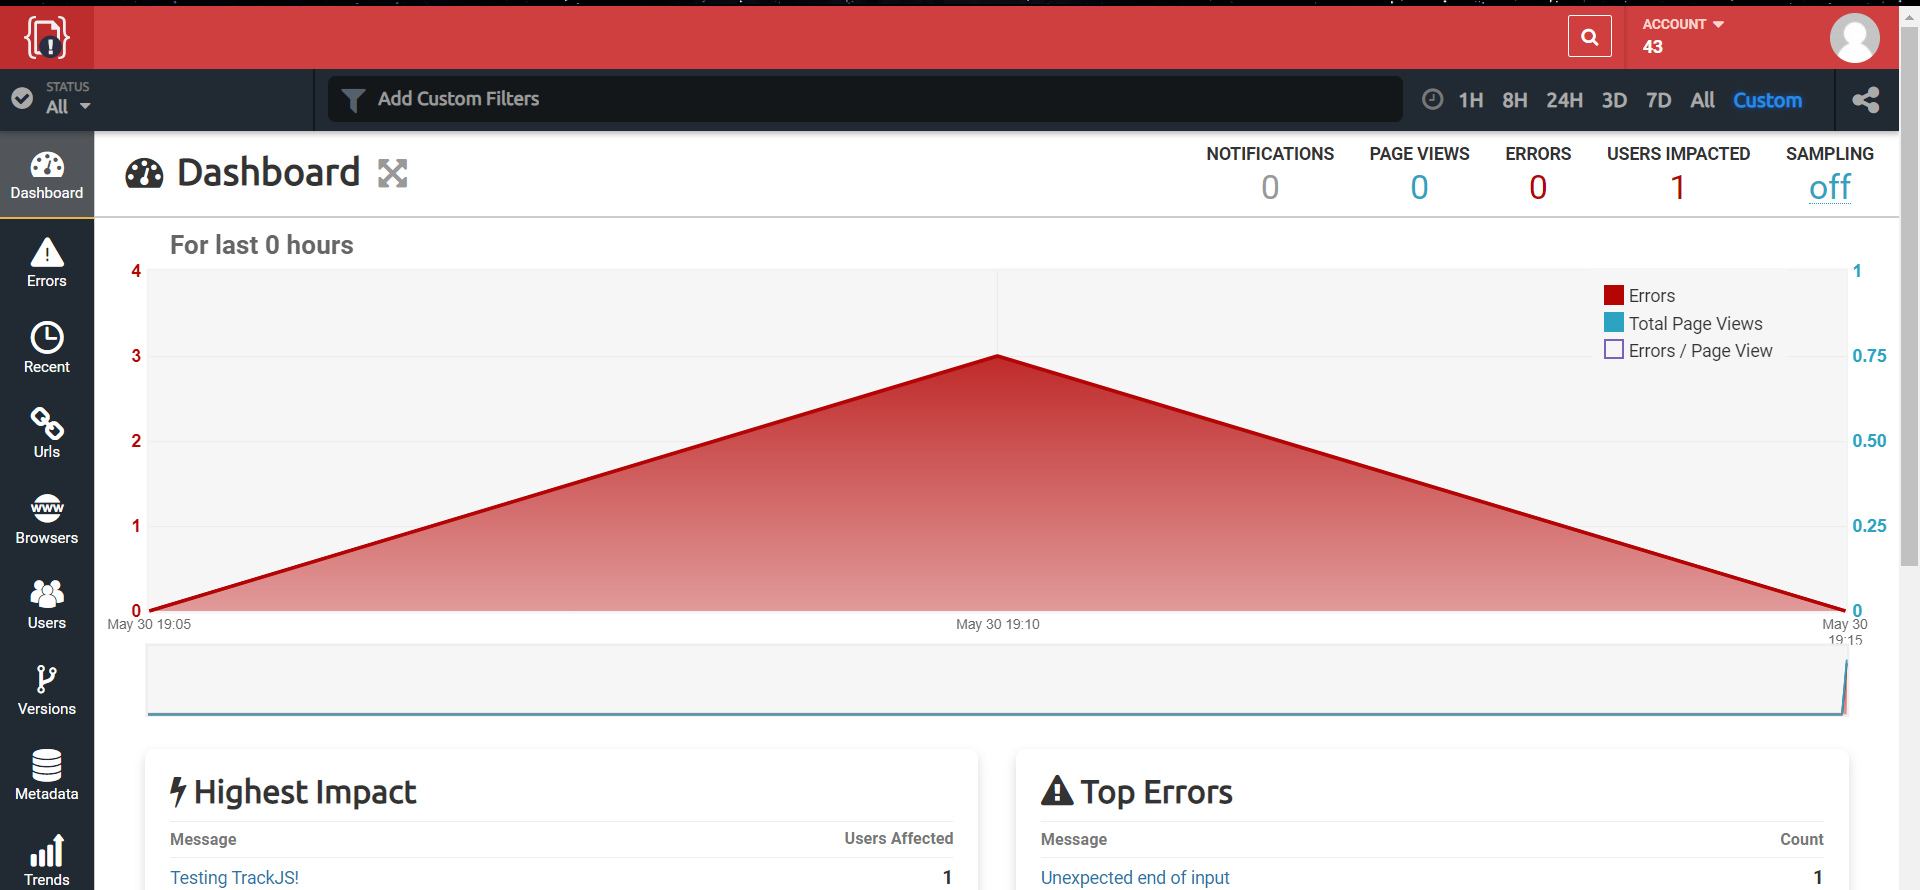 ACCOUNT
43
STATUS
All
Add Custom Filters
1H 8H 24H 3D 7D All Custom
Dashboard
Errors
Recent
Urls
www
Browsers
Users
Versions
Metadata
Trends
Dashboard
NOTIFICATIONS PAGE VIEWS ERRORS USERS IMPACTED SAMPLING
0 0 0 1 off
For last 0 hours
4 1
3 0.75
2 0.50
1 0.25
0 0
Errors
Total Page Views
Errors / Page View
May 30 19:05 May 30 19:10 May 30
19:15
Highest Impact
Message Users Affected
Testing TrackJS! 1
Top Errors
Message Count
Unexpected end of input 1